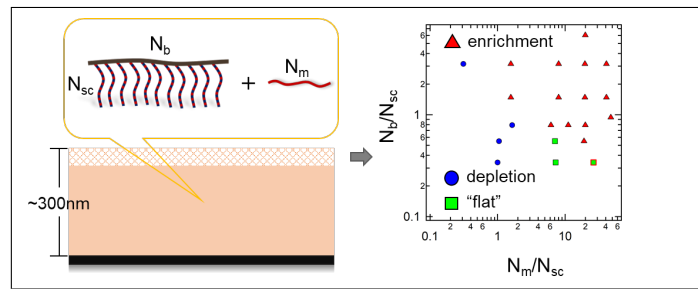 N_b
N_sc
+
N_m
~300nm
N_b/N_sc
6
4
2
1
8
6
4
2
0.1
enrichment
depletion
"flat"
0.1
2
4
6
1
2
4
6
10
2
4
6
N_m/N_sc